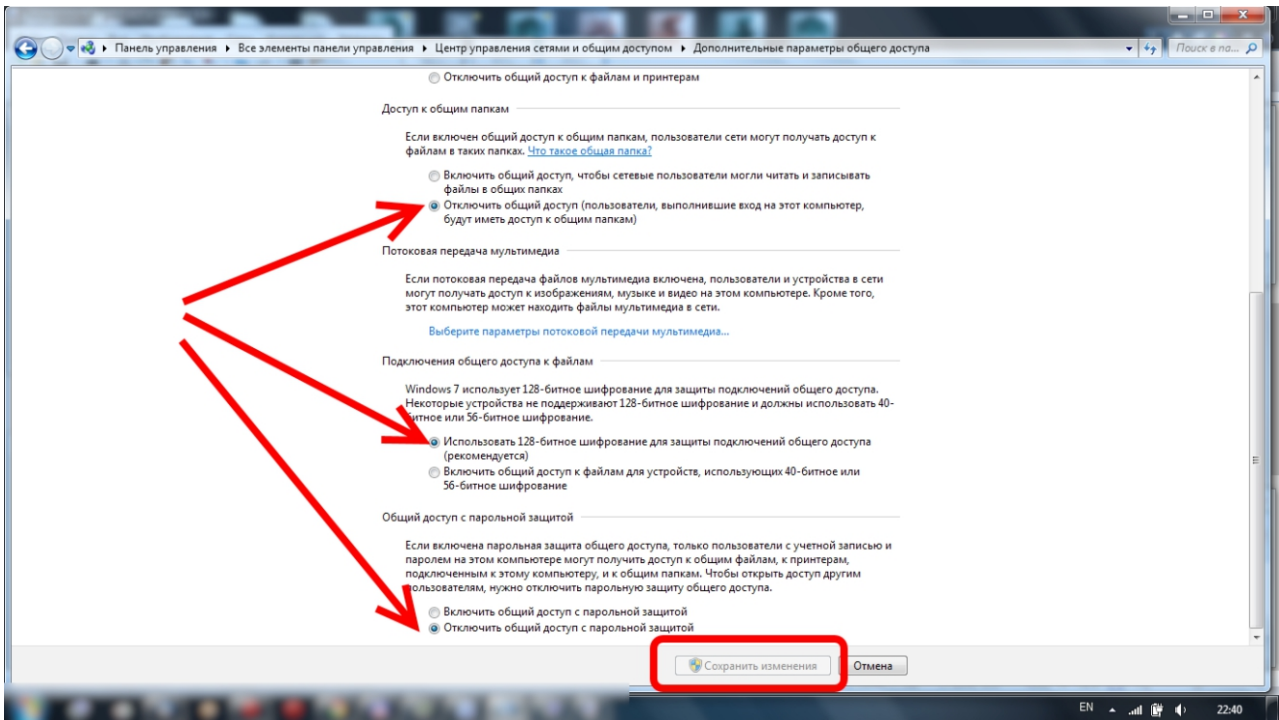 Панель управления ▸ Все элементы панели управления ▸ Центр управления сетями и общим доступом ▸ Дополнительные параметры общего доступа
Поиск в па...
Отключить общий доступ к файлам и принтерам
Доступ к общим папкам
Если включен общий доступ к общим папкам, пользователи сети могут получать доступ к
файлам в таких папках. Что такое общая папка?
Включить общий доступ, чтобы сетевые пользователи могли читать и записывать
файлы в общих папках
Отключить общий доступ (пользователи, выполнившие вход на этот компьютер,
будут иметь доступ к общим папкам)
Потоковая передача мультимедиа
Если потоковая передача файлов мультимедиа включена, пользователи и устройства в сети
могут получать доступ к изображениям, музыке и видео на этом компьютере. Кроме того,
этот компьютер может находить файлы мультимедиа в сети.
Выберите параметры потоковой передачи мультимедиа...
Подключения общего доступа к файлам
Windows 7 использует 128-битное шифрование для защиты подключений общего доступа.
Некоторые устройства не поддерживают 128-битное шифрование и должны использовать 40-
битное или 56-битное шифрование.
Использовать 128-битное шифрование для защиты подключений общего доступа
(рекомендуется)
Включить общий доступ к файлам для устройств, использующих 40-битное или
56-битное шифрование
Общий доступ с парольной защитой
Если включена парольная защита общего доступа, только пользователи с учетной записью и
паролем на этом компьютере могут получить доступ к общим файлам, к принтерам,
подключенным к этому компьютеру, и к общим папкам. Чтобы открыть доступ другим
пользователям, нужно отключить парольную защиту общего доступа.
Включить общий доступ с парольной защитой
Отключить общий доступ с парольной защитой
Сохранить изменения
Отмена
EN
22:40